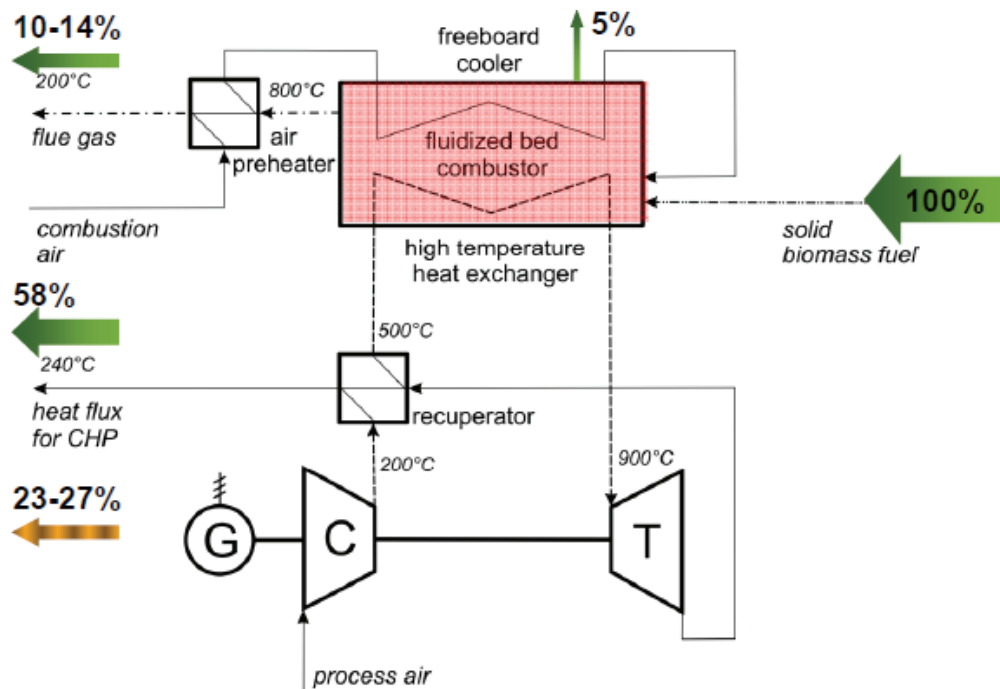 10-14%
5%
freeboard
cooler
200°C
800°C
flue gas
air
preheater
fluidized bed
combustor
100%
combustion
air
solid
biomass fuel
high temperature
heat exchanger
58%
500°C
240°C
heat flux
for CHP
recuperator
200°C
900°C
23-27%
G
C
T
process air